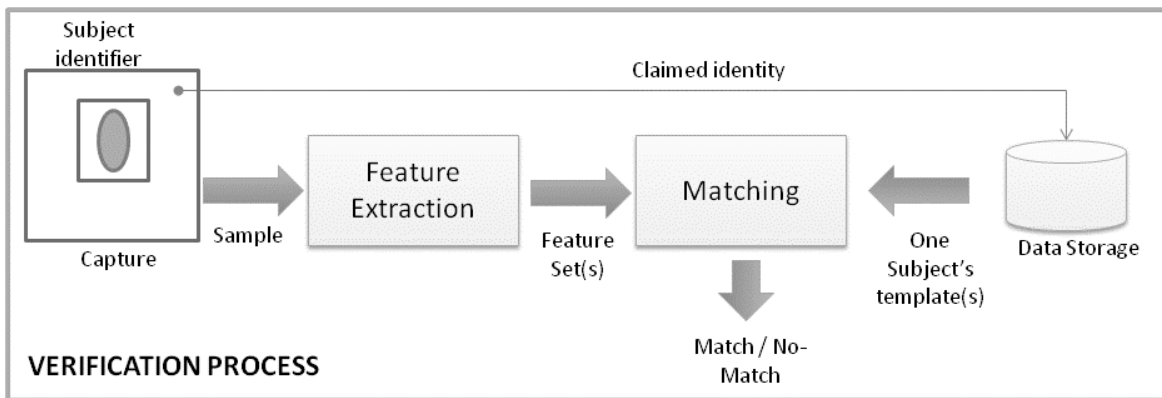 Subject
identifier
Claimed identity
Feature
Extraction
Matching
Sample
Feature
Set(s)
One
Subject's
template(s)
Data Storage
Capture
Match / No-
Match
VERIFICATION PROCESS